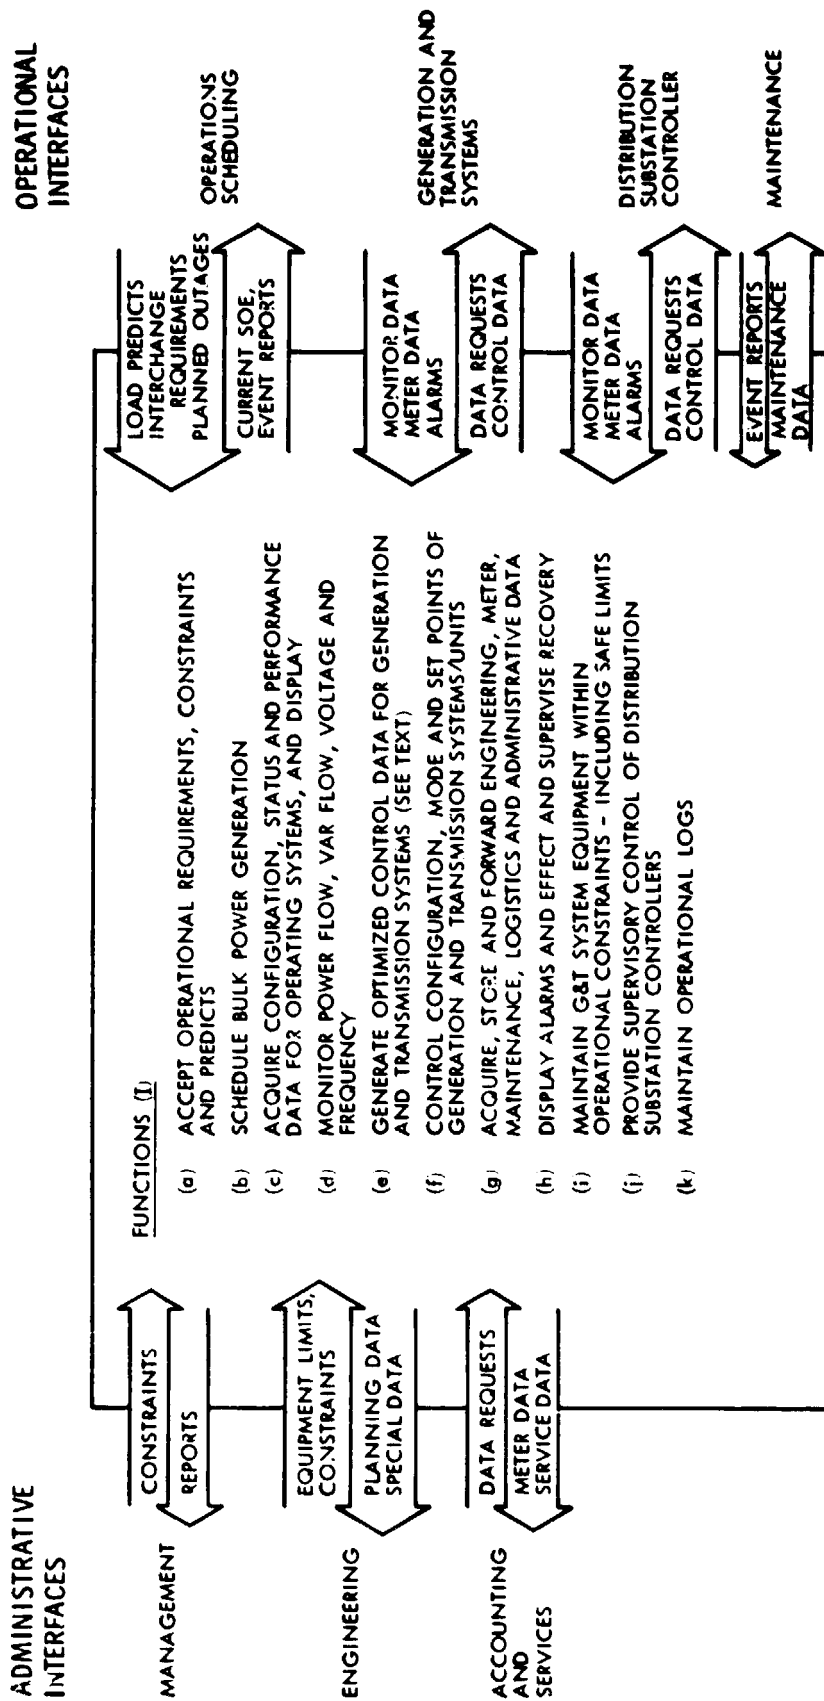 ADMINISTRATIVE
INTERFACES
OPERATIONAL
INTERFACES
MANAGEMENT
CONSTRAINTS
REPORTS
ENGINEERING
EQUIPMENT LIMITS,
CONSTRAINTS
PLANNING DATA
SPECIAL DATA
ACCOUNTING
AND
SERVICES
DATA REQUESTS
METER DATA
SERVICE DATA
FUNCTIONS (I)
(a) ACCEPT OPERATIONAL REQUIREMENTS, CONSTRAINTS
AND PREDICTS
(b) SCHEDULE BULK POWER GENERATION
(c) ACQUIRE CONFIGURATION, STATUS AND PERFORMANCE
DATA FOR OPERATING SYSTEMS, AND DISPLAY
(d) MONITOR POWER FLOW, VAR FLOW, VOLTAGE AND
FREQUENCY
(e) GENERATE OPTIMIZED CONTROL DATA FOR GENERATION
AND TRANSMISSION SYSTEMS (SEE TEXT)
(f) CONTROL CONFIGURATION, MODE AND SET POINTS OF
GENERATION AND TRANSMISSION SYSTEMS/UNITS
(g) ACQUIRE, STORE AND FORWARD ENGINEERING, METER,
MAINTENANCE, LOGISTICS AND ADMINISTRATIVE DATA
(h) DISPLAY ALARMS AND EFFECT AND SUPERVISE RECOVERY
(i) MAINTAIN G&T SYSTEM EQUIPMENT WITHIN
OPERATIONAL CONSTRAINTS - INCLUDING SAFE LIMITS
(j) PROVIDE SUPERVISORY CONTROL OF DISTRIBUTION
SUBSTATION CONTROLLERS
(k) MAINTAIN OPERATIONAL LOGS
LOAD PREDICTS
INTERCHANGE
REQUIREMENTS
PLANNED OUTAGES
CURRENT SOE,
EVENT REPORTS
OPERATIONS
SCHEDULING
MONITOR DATA
METER DATA
ALARMS
DATA REQUESTS
CONTROL DATA
GENERATION AND
TRANSMISSION
SYSTEMS
MONITOR DATA
METER DATA
ALARMS
DATA REQUESTS
CONTROL DATA
DISTRIBUTION
SUBSTATION
CONTROLLER
EVENT REPORTS
MAINTENANCE
DATA
MAINTENANCE